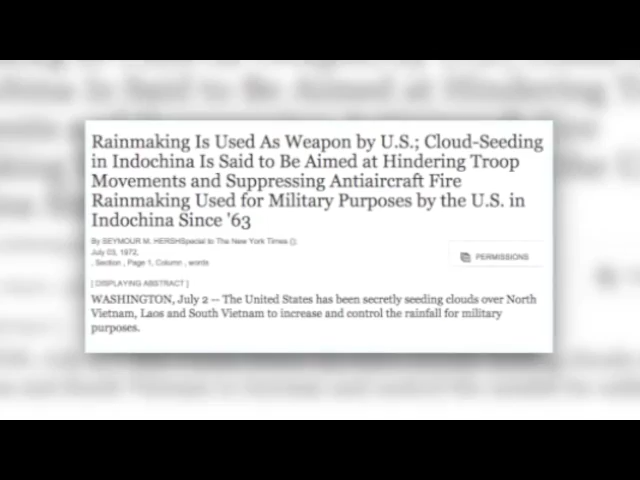 Rainmaking Is Used As Weapon by U.S.; Cloud-Seeding
in Indochina Is Said to Be Aimed at Hindering Troop
Movements and Suppressing Antiaircraft Fire
Rainmaking Used for Military Purposes by the U.S. in
Indochina Since '63
By SEYMOUR M. HERSHSpecial to The New York Times ();
July 03, 1972,
, Section , Page 1, Column , words
PERMISSIONS
[ DISPLAYING ABSTRACT ]
WASHINGTON, July 2 -- The United States has been secretly seeding clouds over North
Vietnam, Laos and South Vietnam to increase and control the rainfall for military
purposes.